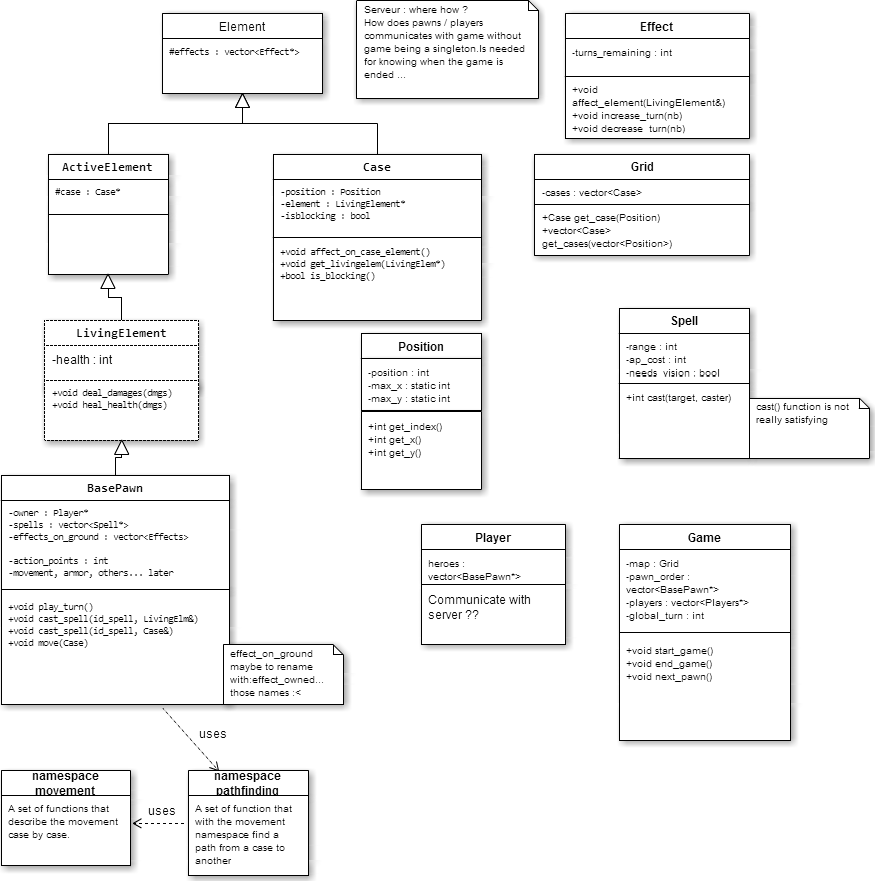 Element
#effects : vector<Effect*>
Serveur : where how ?
How does pawns / players
communicates with game without
game being a singleton.Is needed
for knowing when the game is
ended ...
Effect
-turns_remaining : int
+void
affect_element(LivingElement&)
+void increase_turn(nb)
+void decrease_turn(nb)
ActiveElement
#case : Case*
Case
-position : Position
-element : LivingElement*
-isblocking : bool
+void affect_on_case_element()
+void get_livingelem(LivingElem*)
+bool is_blocking()
Grid
-cases : vector<Case>
+Case get_case(Position)
+vector<Case>
get_cases(vector<Position>)
LivingElement
-health : int
+void deal_damages(dmgs)
+void heal_health(dmgs)
Position
-position : int
-max_x : static int
-max_y : static int
+int get_index()
+int get_x()
+int get_y()
Spell
-range : int
-ap_cost : int
-needs_vision : bool
+int cast(target, caster)
cast() function is not
really satisfying
BasePawn
-owner : Player*
-spells : vector<Spell*>
-effects_on_ground : vector<Effects>
-action_points : int
-movement, armor, others... later
+void play_turn()
+void cast_spell(id_spell, LivingElm&)
+void cast_spell(id_spell, Case&)
+void move(Case)
effect_on_ground
maybe to rename
with:effect_owned...
those names :<
Player
heroes :
vector<BasePawn*>
Communicate with
server ??
Game
-map : Grid
-pawn_order :
vector<BasePawn*>
-players : vector<Players*>
-global_turn : int
+void start_game()
+void end_game()
+void next_pawn()
uses
namespace
movement
A set of functions that
describe the movement
case by case.
uses
namespace
pathfinding
A set of function that
with the movement
namespace find a
path from a case to
another